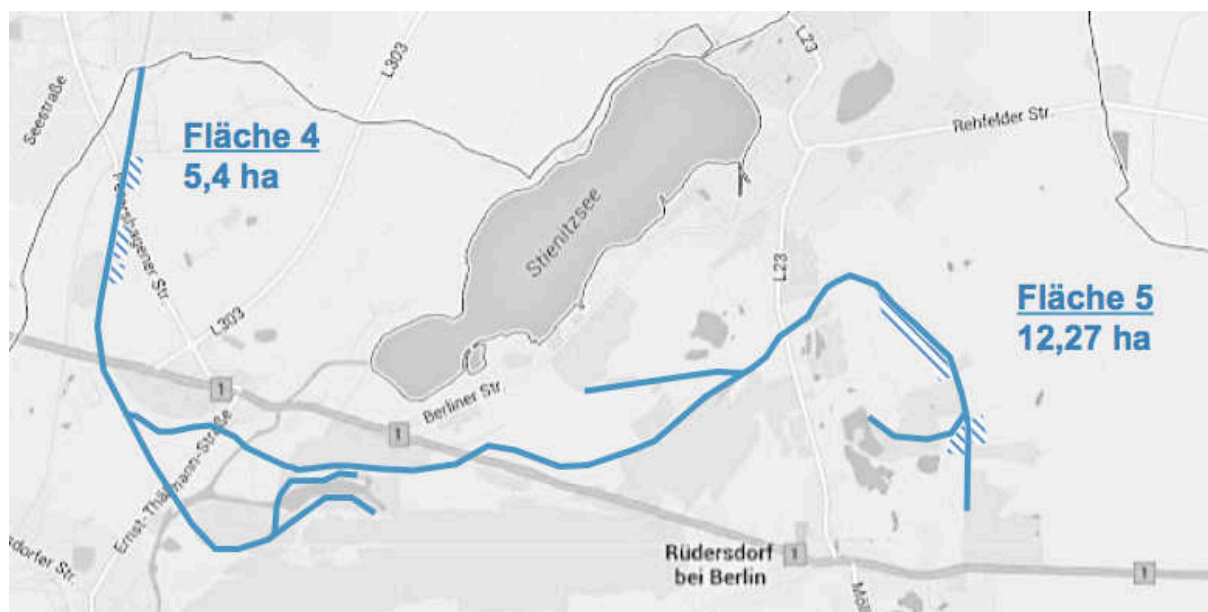 Seestraße
L303
L23
Fläche 4
5,4 ha
Rehfelder Str.
Stienitzsee
L23
L303
Fläche 5
12,27 ha
1
Berliner Str.
1
Ernst-Thälmann-Straße
Rüdersdorf
bei Berlin
1
1